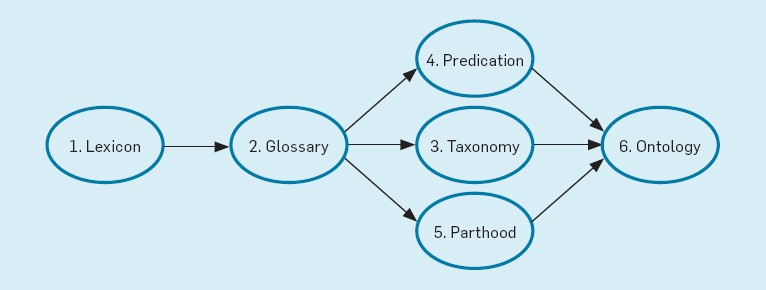 1. Lexicon
2. Glossary
4. Predication
3. Taxonomy
5. Parthood
6. Ontology